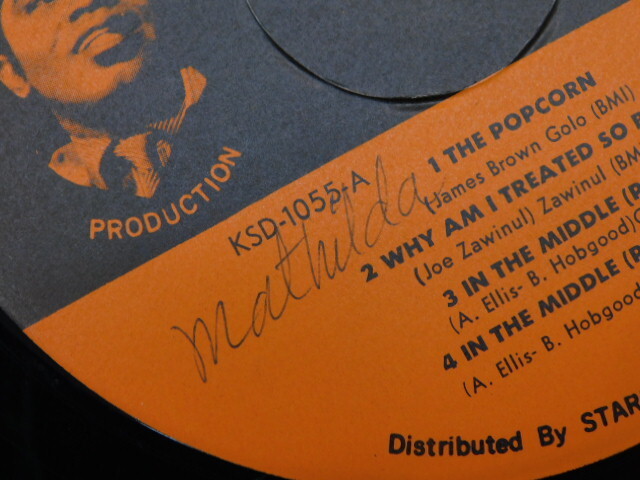 PRODUCTION
KSD-1055-A
mathilda
1 THE POPCORN
(James Brown Golo (BMI)
2 WHY AM I TREATED SO
(Joe Zawinul) Zawinul (BM
3 IN THE MIDDLE (P
(A. Ellis- B. Hobgood)
4 IN THE MIDDLE (P
(A. Ellis- B. Hobgood
Distributed By STAR